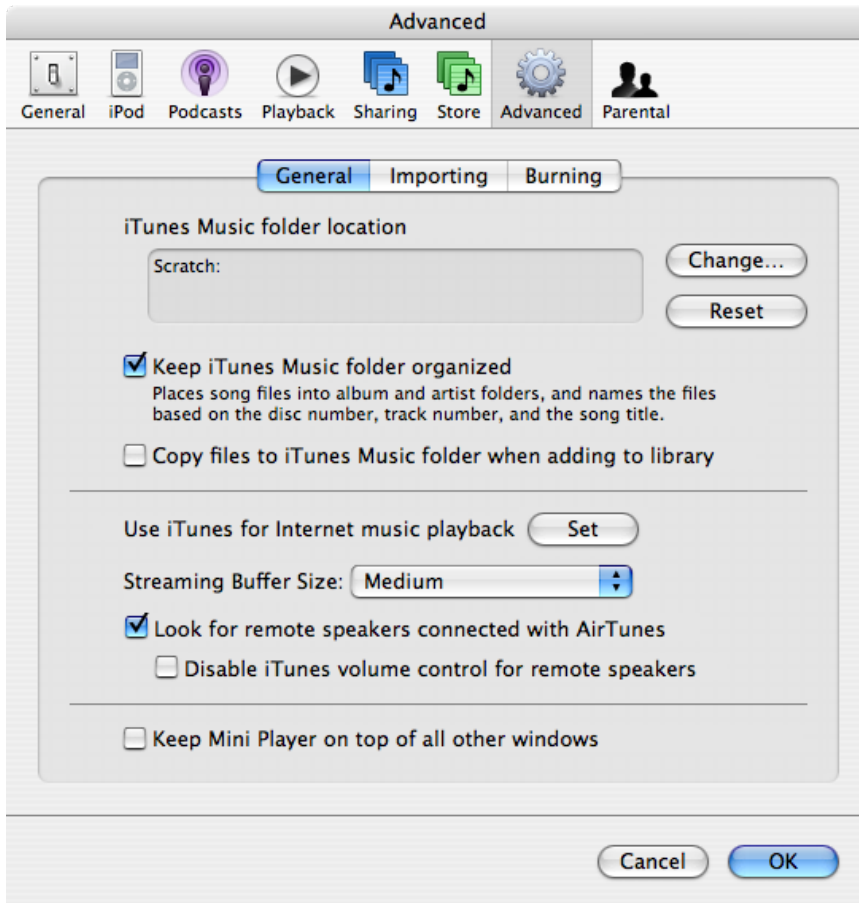 Advanced
General iPod Podcasts Playback Sharing Store Advanced Parental
General Importing Burning
iTunes Music folder location
Scratch:
Change...
Reset
Keep iTunes Music folder organized
Places song files into album and artist folders, and names the files
based on the disc number, track number, and the song title.
Copy files to iTunes Music folder when adding to library
Use iTunes for Internet music playback Set
Streaming Buffer Size: Medium
Look for remote speakers connected with AirTunes
Disable iTunes volume control for remote speakers
Keep Mini Player on top of all other windows
Cancel OK